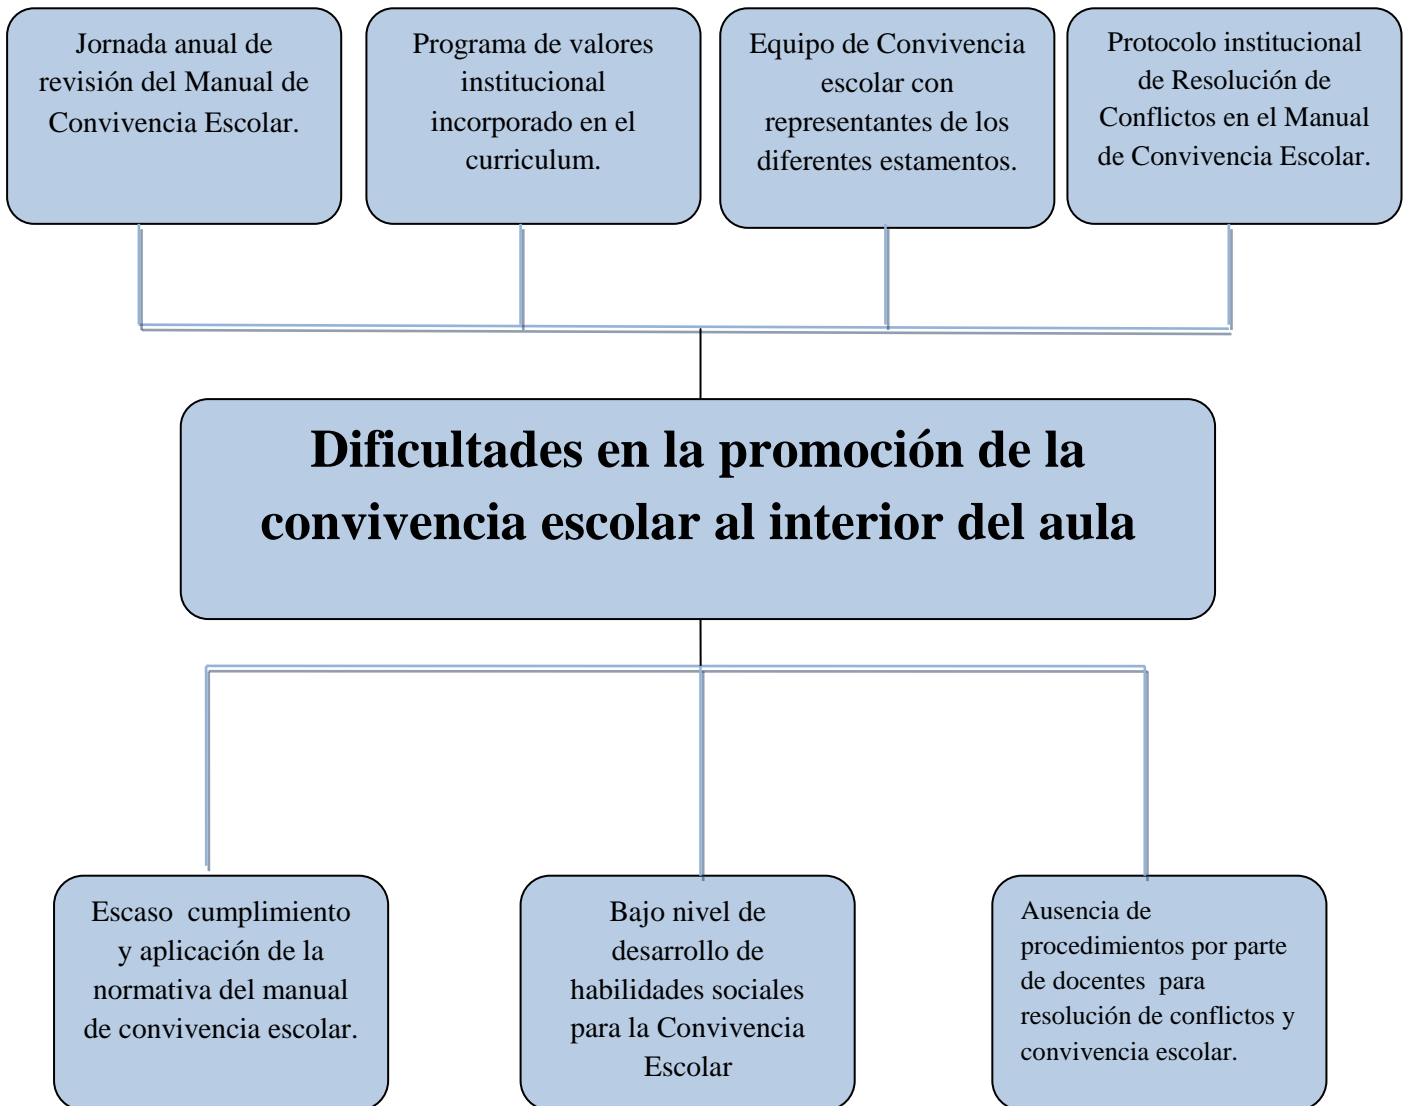 Jornada anual de
revisión del Manual de
Convivencia Escolar.
Programa de valores
institucional
incorporado en el
curriculum.
Equipo de Convivencia
escolar con
representantes de los
diferentes estamentos.
Protocolo institucional
de Resolución de
Conflictos en el Manual
de Convivencia Escolar.
Dificultades en la promoción de la
convivencia escolar al interior del aula
Escaso cumplimiento
y aplicación de la
normativa del manual
de convivencia escolar.
Bajo nivel de
desarrollo de
habilidades sociales
para la Convivencia
Escolar
Ausencia de
procedimientos por parte
de docentes para
resolución de conflictos y
convivencia escolar.